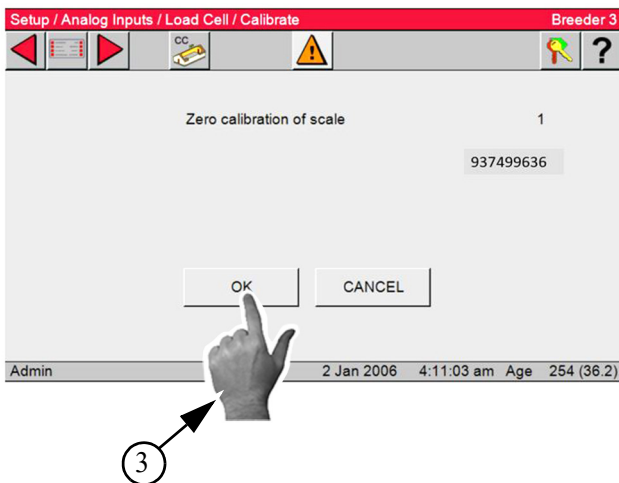 Setup / Analog Inputs / Load Cell / Calibrate Breeder 3
CC
?
Zero calibration of scale 1
937499636
OK CANCEL
Admin 2 Jan 2006 4:11:03 am Age 254 (36.2)
3